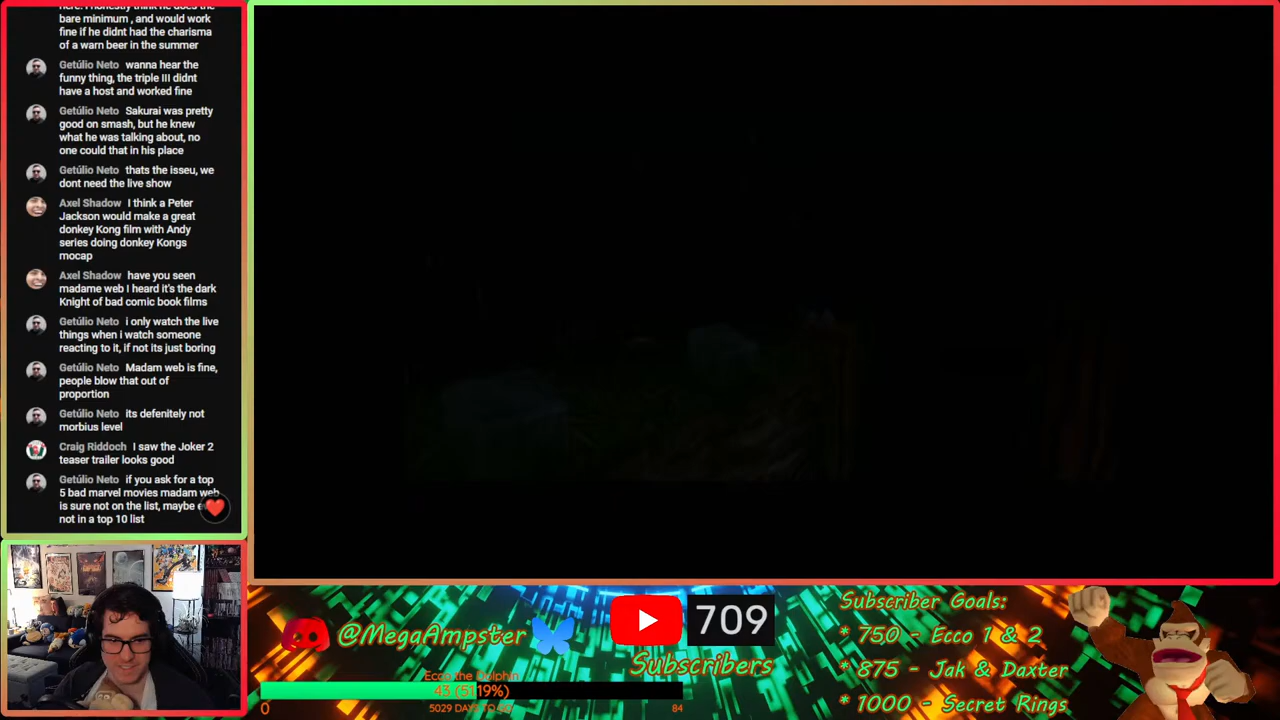 bare minimum , and would work
fine if he didnt had the charisma
of a warn beer in the summer
Getúlio Neto wanna hear the
funny thing, the triple III didnt
have a host and worked fine
Getúlio Neto Sakurai was pretty
good on smash, but he knew
what he was talking about, no
one could that in his place
Getúlio Neto thats the isseu, we
dont need the live show
Axel Shadow I think a Peter
Jackson would make a great
donkey Kong film with Andy
series doing donkey Kongs
mocap
Axel Shadow have you seen
madame web I heard it's the dark
Knight of bad comic book films
Getúlio Neto i only watch the live
things when i watch someone
reacting to it, if not its just boring
Getúlio Neto Madam web is fine,
people blow that out of
proportion
Getúlio Neto its defenitely not
morbius level
Craig Riddoch I saw the Joker 2
teaser trailer looks good
Getúlio Neto if you ask for a top
5 bad marvel movies madam web
is sure not on the list, maybe
not in a top 10 list
@MegaAmpster
709
Subscribers
Ecco the Dolphin
43 (51.19%)
0
5029 DAYS TO GO
84
Subscriber Goals:
* 750 - Ecco 1 & 2
* 875 - Jak & Daxter
* 1000 - Secret Rings